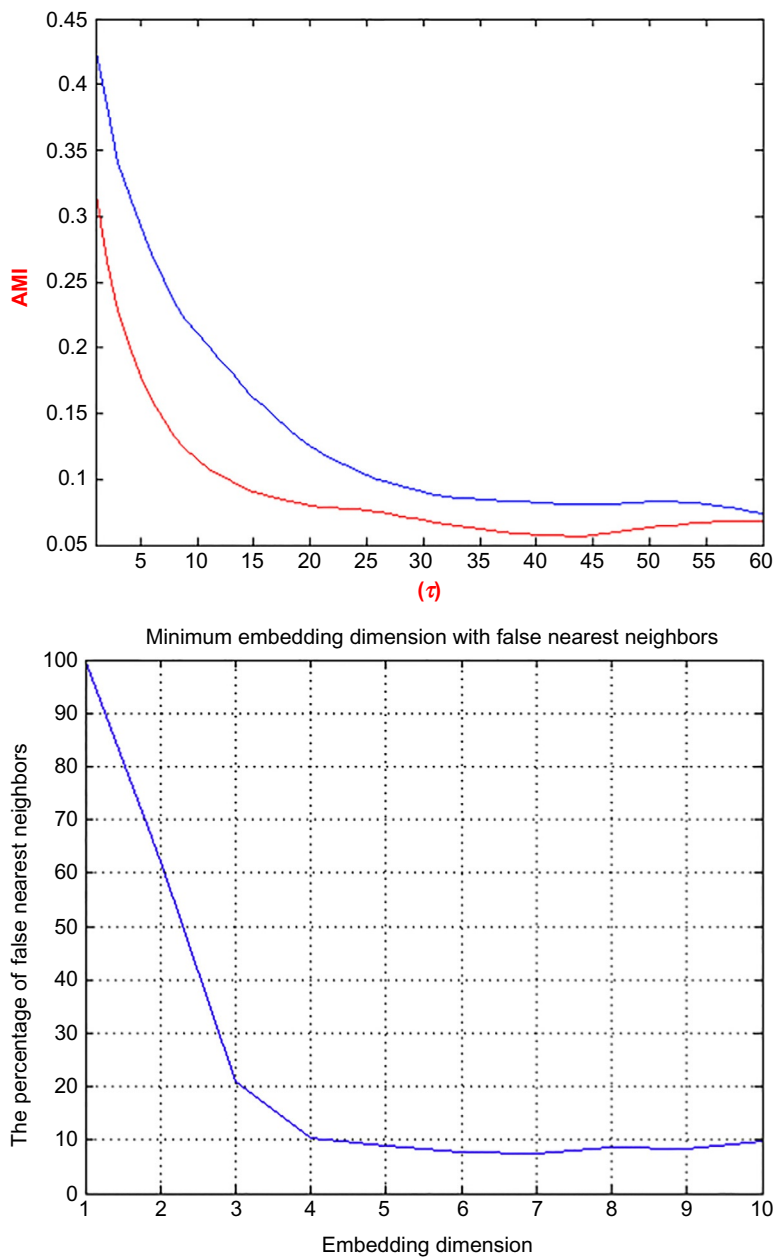 0.45
0.4
0.35
0.3
0.25
0.2
0.15
0.1
0.05
AMI
5 10 15 20 25 30 35 40 45 50 55 60
(τ)
Minimum embedding dimension with false nearest neighbors
100
90
80
70
60
50
40
30
20
10
0
The percentage of false nearest neighbors
1 2 3 4 5 6 7 8 9 10
Embedding dimension